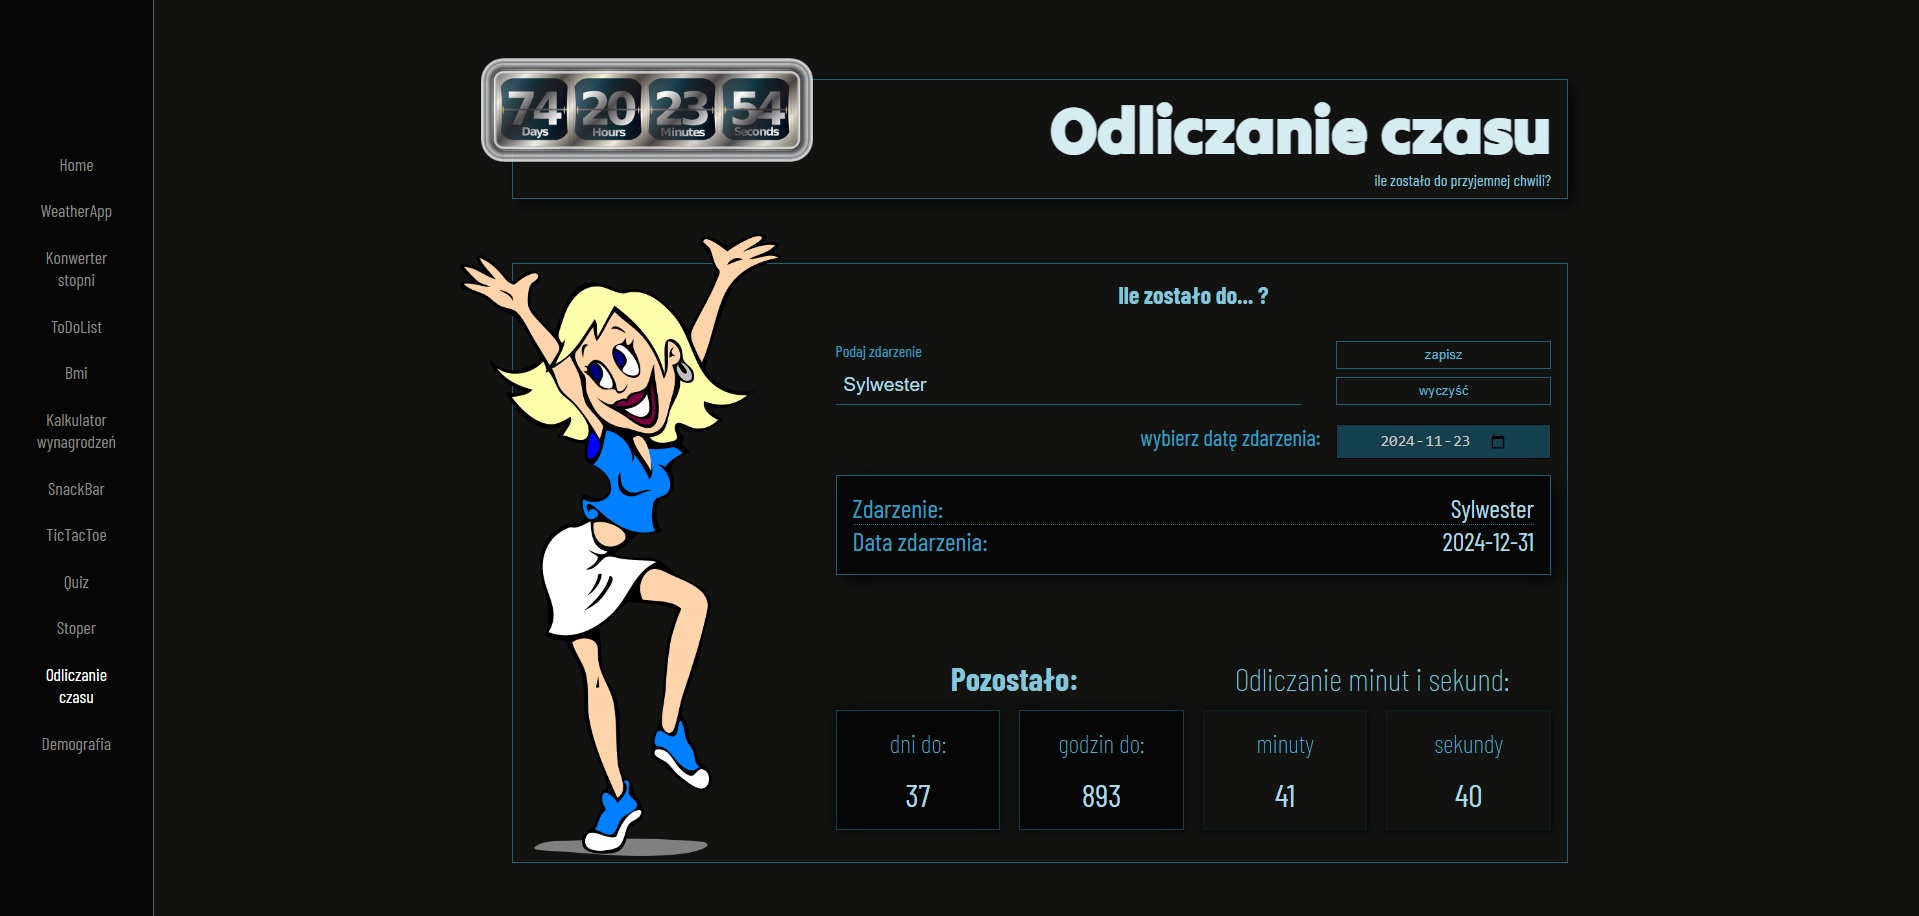 Home
WeatherApp
Konwerter
stopni
ToDoList
Bmi
Kalkulator
wynagrodzeń
SnackBar
TicTacToe
Quiz
Stoper
Odliczanie
czasu
Demografia
74 20 23 54
Days Hours Minutes Seconds
Odliczanie czasu
ile zostało do przyjemnej chwili?
Ile zostało do... ?
Podaj zdarzenie
Sylwester
zapisz
wyczyść
wybierz datę zdarzenia: 2024-11-23
Zdarzenie: Sylwester
Data zdarzenia: 2024-12-31
Pozostało: Odliczanie minut i sekund:
dni do: godzin do: minuty sekundy
37 893 41 40